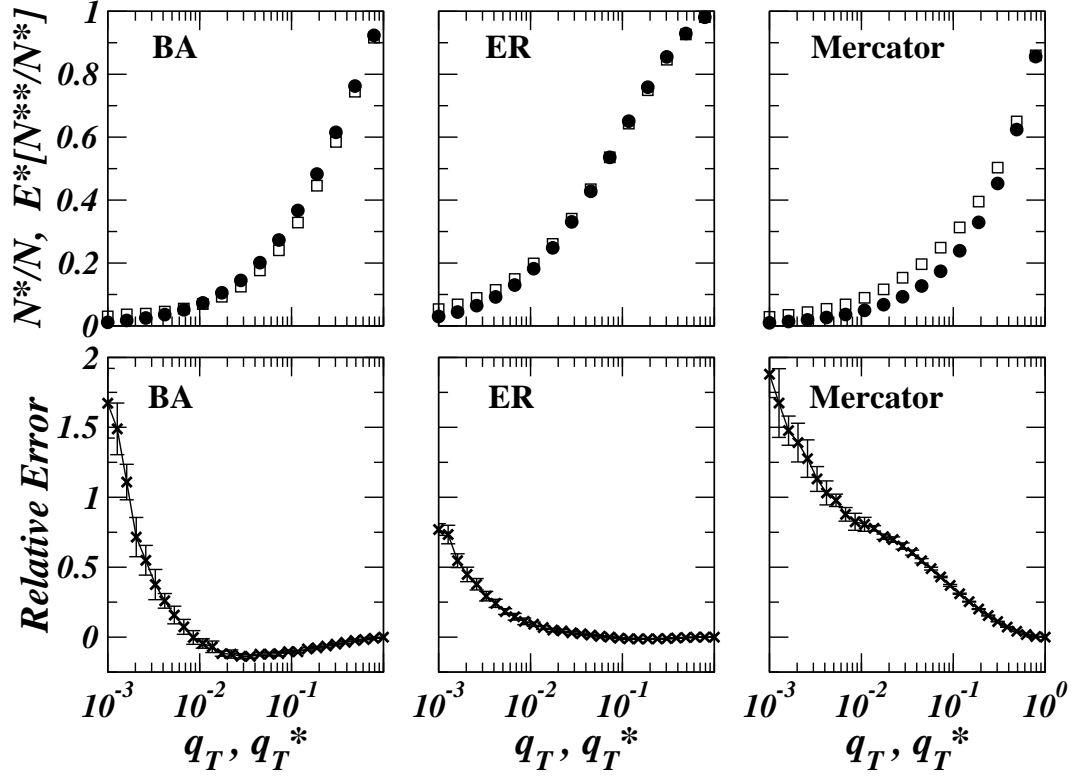 N*/N, E*[N**/N*]
1
0.8
0.6
0.4
0.2
0
BA
ER
Mercator
Relative Error
2
1.5
1
0.5
0
BA
ER
Mercator
10^-3 10^-2 10^-1 10^-3 10^-2 10^-1 10^-3 10^-2 10^-1 10^0
q_T, q_T* q_T, q_T* q_T, q_T*